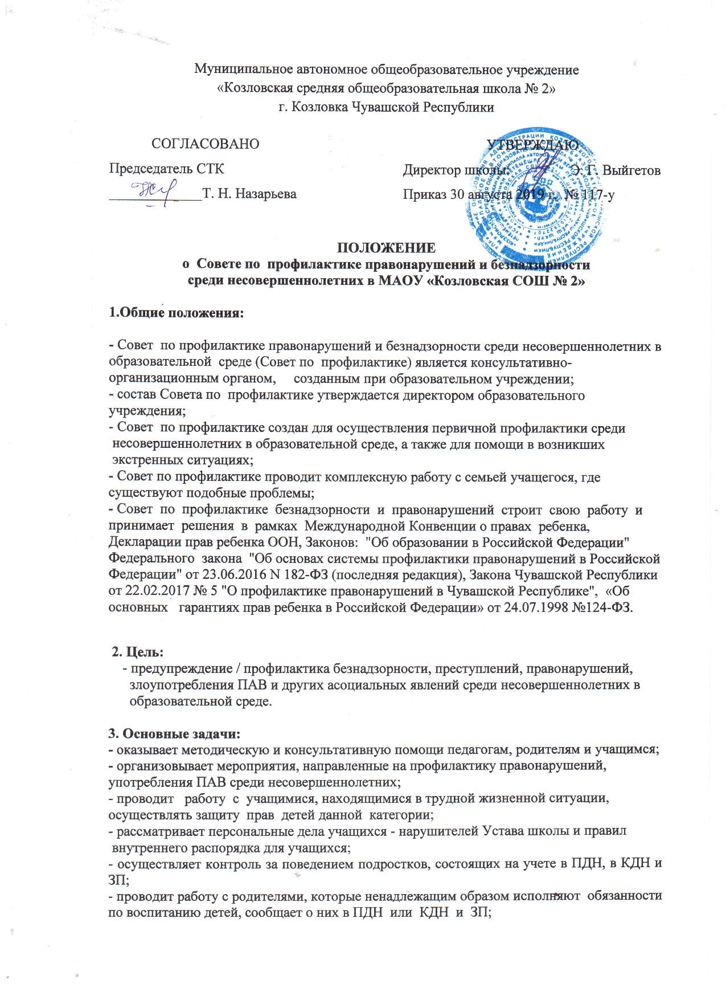 Муниципальное автономное общеобразовательное учреждение
«Козловская средняя общеобразовательная школа № 2»
г. Козловка Чувашской Республики
СОГЛАСОВАНО
УТВЕРЖДАЮ
Председатель СТК
Директор школы: Э. Г. Выйгетов
Т. Н. Назарьева
Приказ 30 августа 2019 г. № 117-у
ПОЛОЖЕНИЕ
о Совете по профилактике правонарушений и безнадзорности
среди несовершеннолетних в МАОУ «Козловская СОШ № 2»
1.Общие положения:
- Совет по профилактике правонарушений и безнадзорности среди несовершеннолетних в
образовательной среде (Совет по профилактике) является консультативно-
организационным органом, созданным при образовательном учреждении;
- состав Совета по профилактике утверждается директором образовательного
учреждения;
- Совет по профилактике создан для осуществления первичной профилактики среди
несовершеннолетних в образовательной среде, а также для помощи в возникших
экстренных ситуациях;
- Совет по профилактике проводит комплексную работу с семьей учащегося, где
существуют подобные проблемы;
- Совет по профилактике безнадзорности и правонарушений строит свою работу и
принимает решения в рамках Международной Конвенции о правах ребенка,
Декларации прав ребенка ООН, Законов: "Об образовании в Российской Федерации"
Федерального закона "Об основах системы профилактики правонарушений в Российской
Федерации" от 23.06.2016 N 182-ФЗ (последняя редакция), Закона Чувашской Республики
от 22.02.2017 № 5 "О профилактике правонарушений в Чувашской Республике", «Об
основных гарантиях прав ребенка в Российской Федерации» от 24.07.1998 №124-ФЗ.
2. Цель:
- предупреждение / профилактика безнадзорности, преступлений, правонарушений,
злоупотребления ПАВ и других асоциальных явлений среди несовершеннолетних в
образовательной среде.
3. Основные задачи:
- оказывает методическую и консультативную помощи педагогам, родителям и учащимся;
- организовывает мероприятия, направленные на профилактику правонарушений,
употребления ПАВ среди несовершеннолетних;
- проводит работу с учащимися, находящимися в трудной жизненной ситуации,
осуществлять защиту прав детей данной категории;
- рассматривает персональные дела учащихся - нарушителей Устава школы и правил
внутреннего распорядка для учащихся;
- осуществляет контроль за поведением подростков, состоящих на учете в ПДН, в КДН и
ЗП;
- проводит работу с родителями, которые ненадлежащим образом исполняют обязанности
по воспитанию детей, сообщает о них в ПДН или КДН и ЗП;